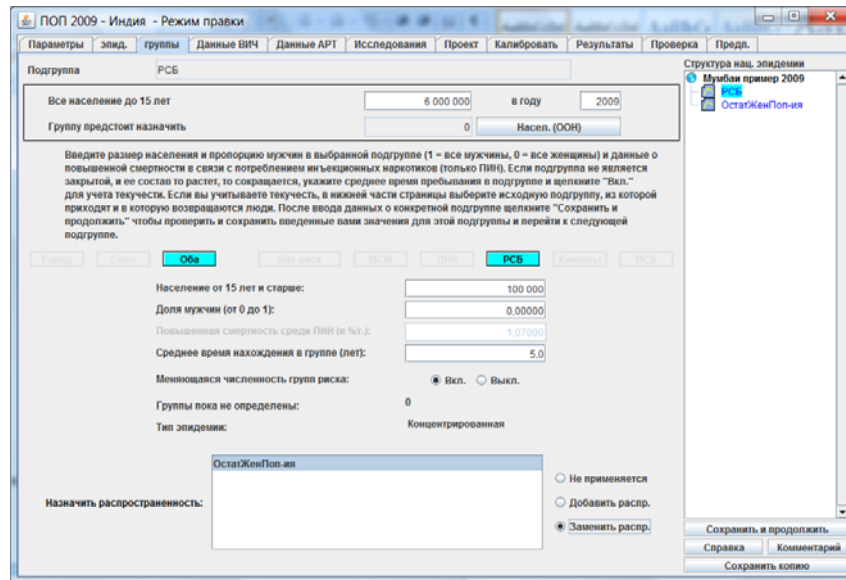 ПОП 2009 - Индия - Режим правки
Параметры эпид. группы Данные ВИЧ Данные АРТ Исследования Проект Калибровать Результаты Проверка Предп.
Подгруппа РСБ
Структура нац. эпидемии
Мумбаи пример 2009
РСБ
ОстатЖенПоп-ия
Все население до 15 лет 6 000 000 в году 2009
Группу предстоит назначить 0 Насел. (ООН)
Введите размер населения и пропорцию мужчин в выбранной подгруппе (1 = все мужчины, 0 = все женщины) и данные о
повышенной смертности в связи с потреблением инъекционных наркотиков (только ПИН). Если подгруппа не является
закрытой, и ее состав то растет, то сокращается, укажите среднее время пребывания в подгруппе и щелкните "Вкл."
для учета текучести. Если вы учитываете текучесть, в нижней части страницы выберите исходную подгруппу, из которой
приходят и в которую возвращаются люди. После ввода данных о конкретной подгруппе щелкните "Сохранить и
продолжить" чтобы проверить и сохранить введенные вами значения для этой подгруппы и перейти к следующей
подгруппе.
Город Село Оба Низ.риск МСМ ПИН РСБ Клиенты МСБ
Население от 15 лет и старше: 100 000
Доля мужчин (от 0 до 1): 0,00000
Повышенная смертность среди ПИН (в %/г.): 1,07000
Среднее время нахождения в группе (лет): 5,0
Меняющаяся численность групп риска: Вкл. Выкл.
Группы пока не определены: 0
Тип эпидемии: Концентрированная
ОстатЖенПоп-ия
Назначить распространенность:
Не применяется
Добавить распр.
Заменить распр.
Сохранить и продолжить
Справка Комментарий
Сохранить копию